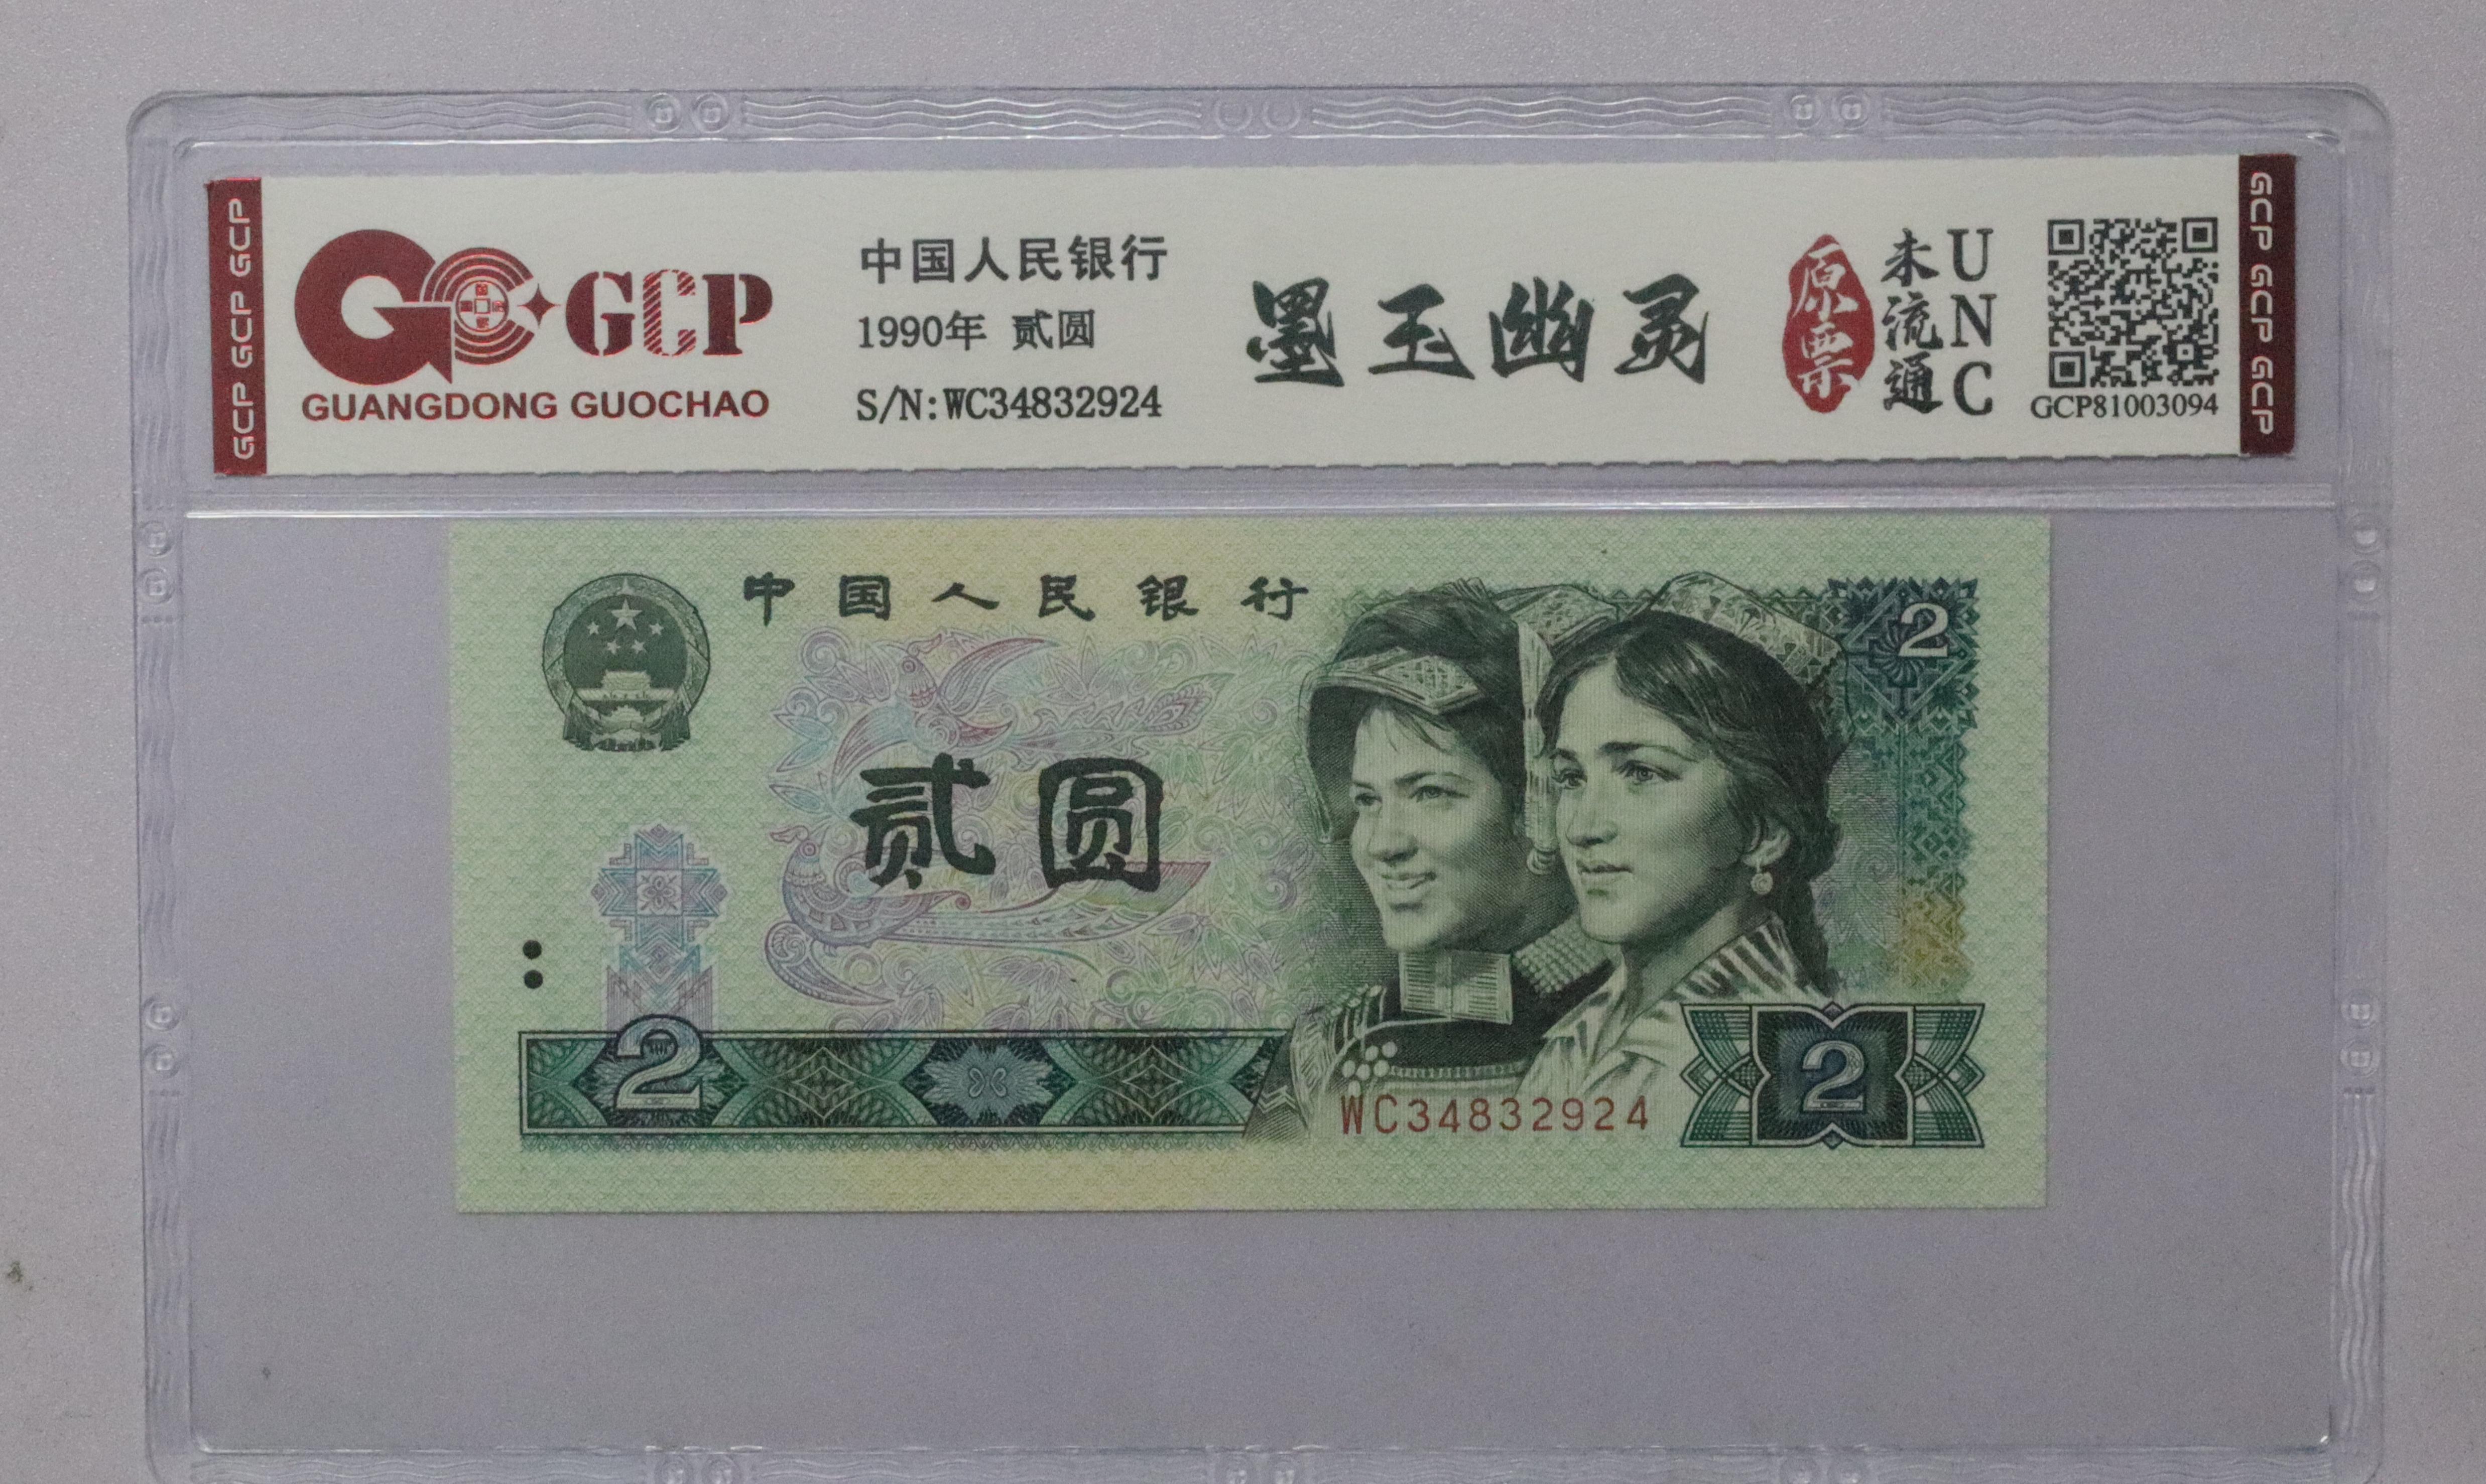 GCP GCP GCP
GCP
GUANGDONG GUOCHAO
中国人民银行
1990年 贰圆
S/N:WC34832924
墨玉幽灵
原票
未流通
UNC
GCP81003094
GCP GCP GCP
中国人民银行
2
贰圆
2
WC34832924
2